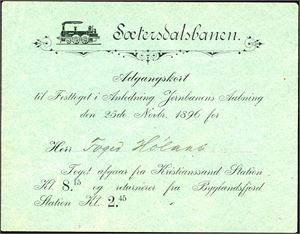 Sætersdalsbanen.
Adgangskort
til Festtoget i Anledning Jernbanens Aabning
den 25de Novbr. 1896 for
Herr Foged Hølaas
Toget afgaar fra Kristianssand Station
Kl. 8.15 og returnerer fra Byglandsfjord
Station Kl. 2.45